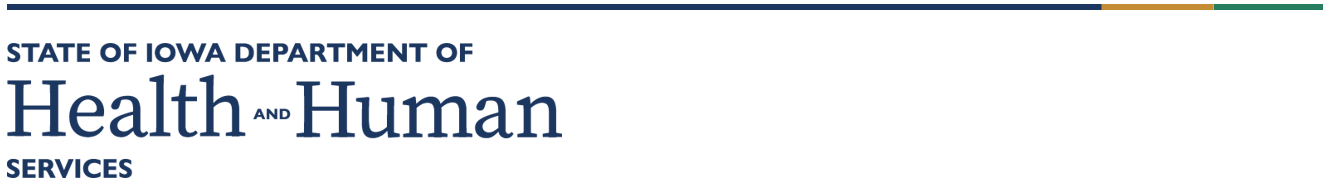 STATE OF IOWA DEPARTMENT OF
Health AND Human
SERVICES